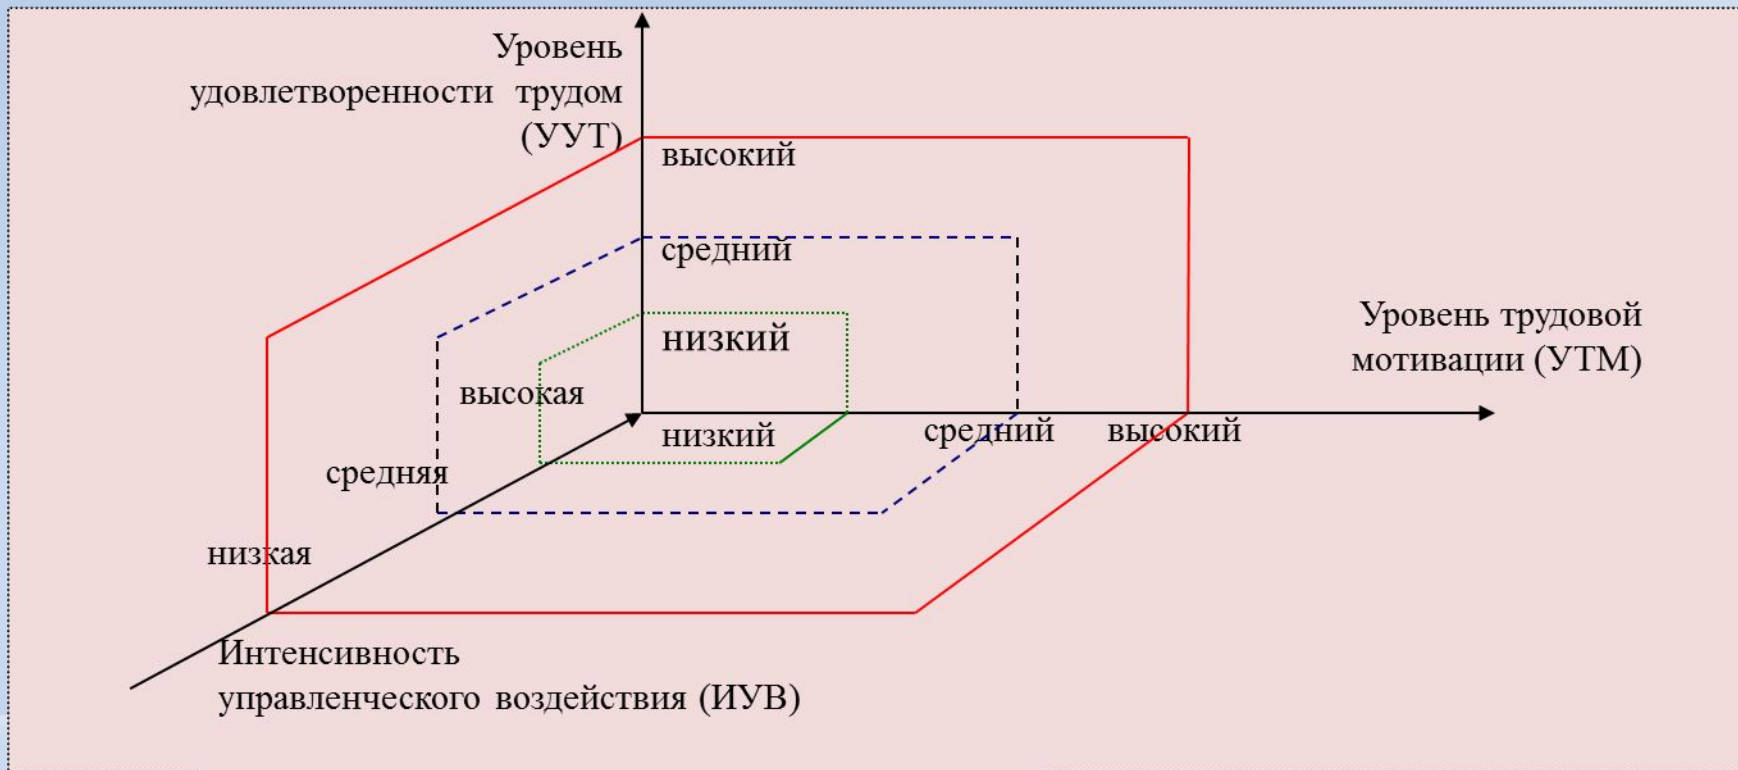 Уровень
удовлетворенности трудом
(УУТ)
высокий
средний
низкий
Уровень трудовой
мотивации (УТМ)
высокая
низкий
средний
высокий
средняя
низкая
Интенсивность
управленческого воздействия (ИУВ)